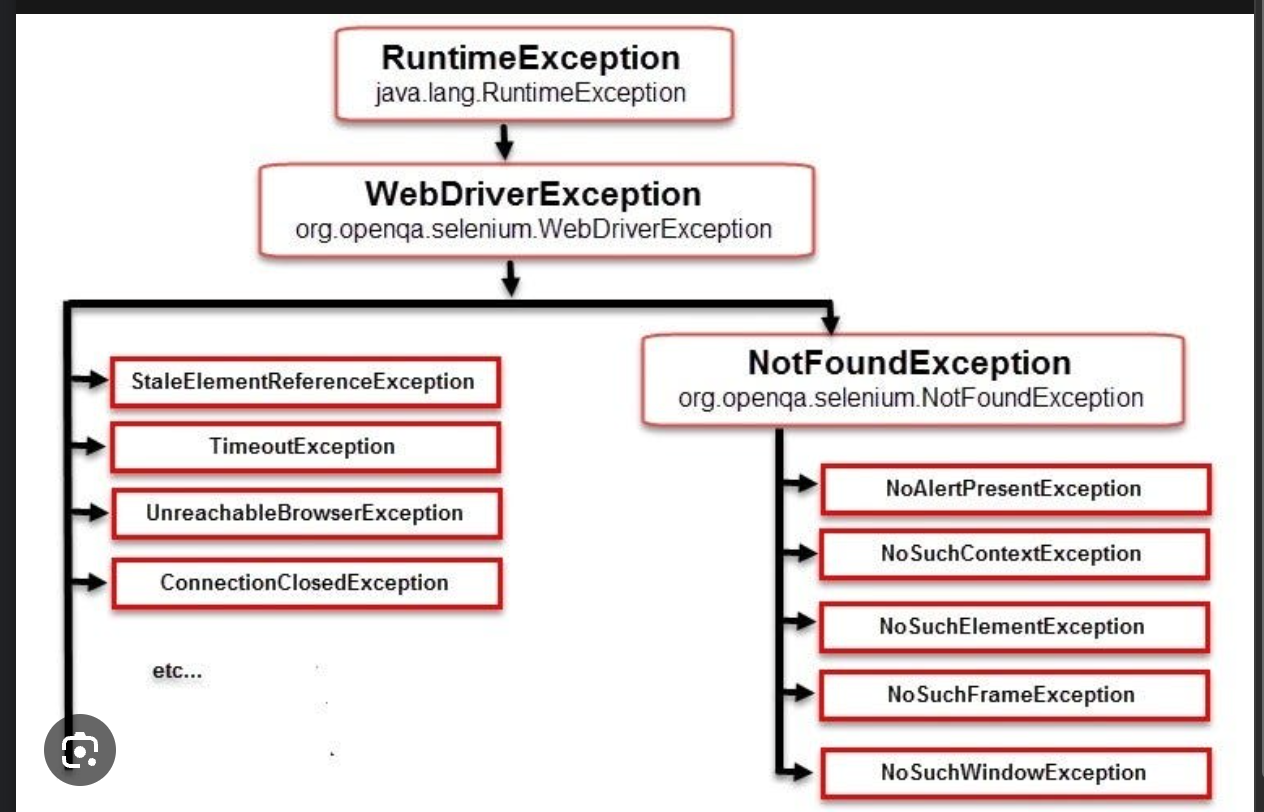 RuntimeException
java.lang.RuntimeException
WebDriverException
org.openqa.selenium.WebDriverException
StaleElementReferenceException
TimeoutException
UnreachableBrowserException
ConnectionClosedException
etc...
NotFoundException
org.openqa.selenium.NotFoundException
NoAlertPresentException
NoSuchContextException
NoSuchElementException
NoSuchFrameException
NoSuchWindowException